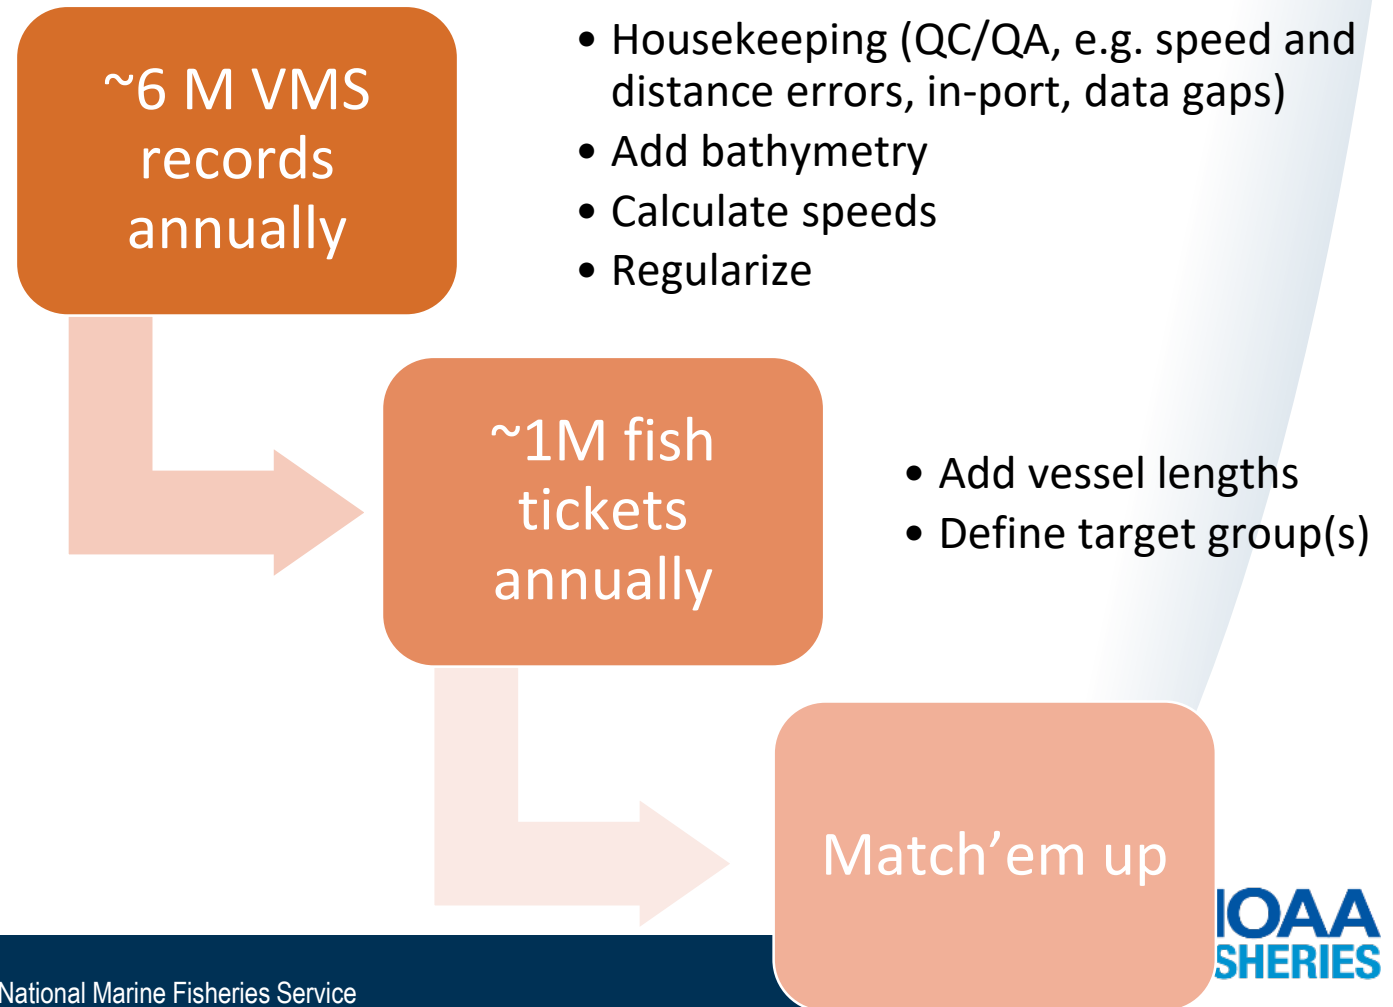 ~6 M VMS
records
annually
• Housekeeping (QC/QA, e.g. speed and
distance errors, in-port, data gaps)
• Add bathymetry
• Calculate speeds
• Regularize
~1M fish
tickets
annually
• Add vessel lengths
• Define target group(s)
Match’em up
IOAA
SHERIES
National Marine Fisheries Service